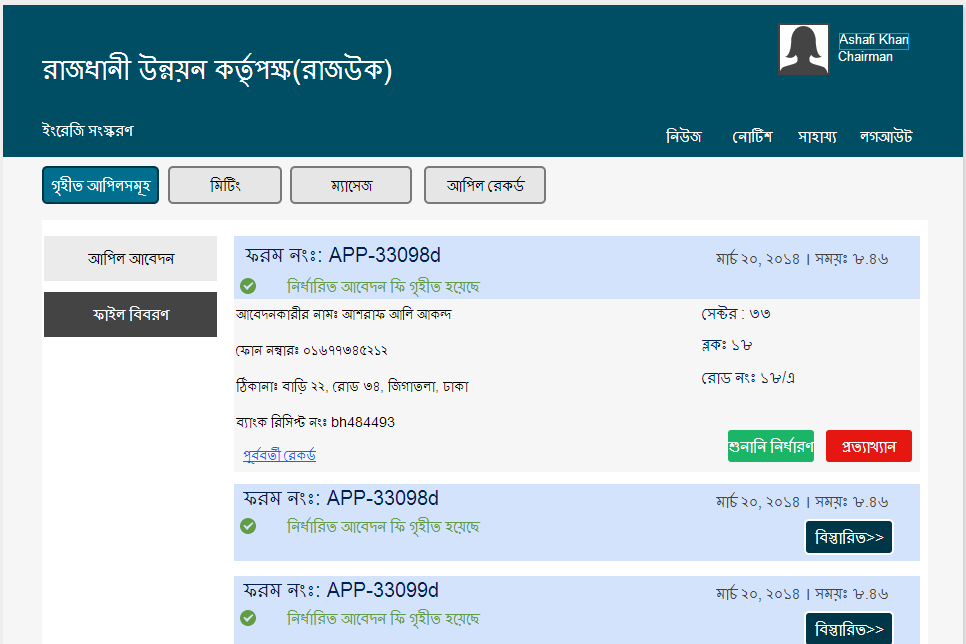 Ashafi Khan
Chairman
রাজধানী উন্নয়ন কর্তৃপক্ষ(রাজউক)
ইংরেজি সংস্করণ
নিউজ নোটিশ সাহায্য লগআউট
গৃহীত আপিলসমূহ মিটিং ম্যাসেজ আপিল রেকর্ড
আপিল আবেদন
ফাইল বিবরণ
ফরম নংঃ: APP-33098d
মার্চ ২০, ২০১৪ | সময়ঃ ৮.৪৬
নির্ধারিত আবেদন ফি গৃহীত হয়েছে
আবেদনকারীর নামঃ আশরাফ আলি আকন্দ
সেক্টর : ৩৩
ফোন নম্বারঃ ০১৬৭৭৩৪৫২১২
ব্লকঃ ১৮
ঠিকানাঃ বাড়ি ২২, রোড ৩৪, জিগাতলা, ঢাকা
রোড নংঃ ১৮/এ
ব্যাংক রিসিপ্ট নংঃ bh484493
পূর্ববর্তী রেকর্ড
শুনানি নির্ধারণ প্রত্যাখ্যান
ফরম নংঃ: APP-33098d
মার্চ ২০, ২০১৪ | সময়ঃ ৮.৪৬
নির্ধারিত আবেদন ফি গৃহীত হয়েছে
বিস্তারিত>>
ফরম নংঃ: APP-33099d
মার্চ ২০, ২০১৪ | সময়ঃ ৮.৪৬
নির্ধারিত আবেদন ফি গৃহীত হয়েছে
বিস্তারিত>>